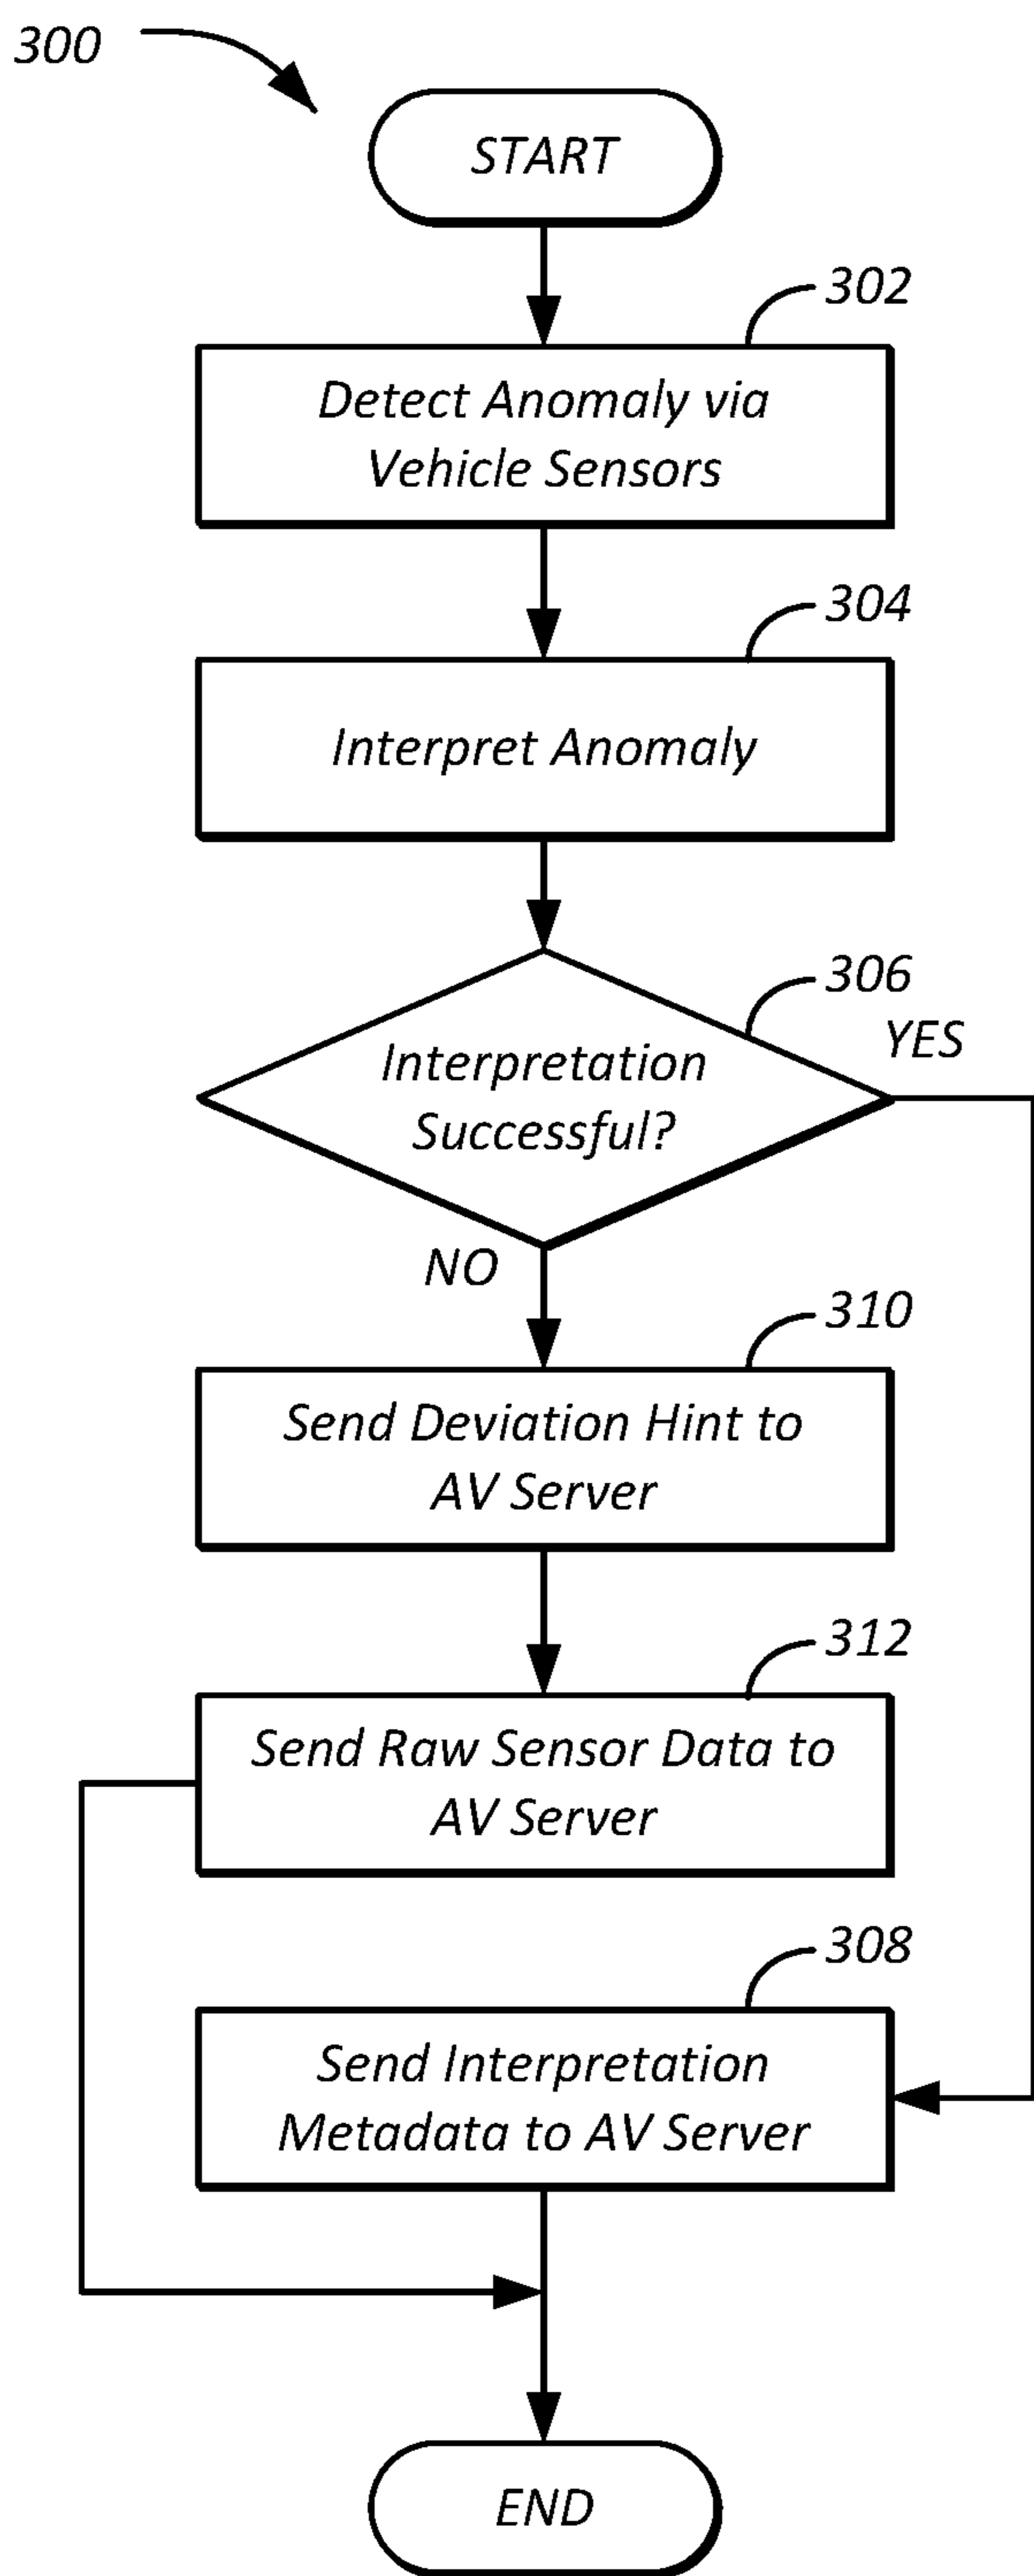 300
START
302
Detect Anomaly via
Vehicle Sensors
304
Interpret Anomaly
306
YES
Interpretation
Successful?
NO
310
Send Deviation Hint to
AV Server
312
Send Raw Sensor Data to
AV Server
308
Send Interpretation
Metadata to AV Server
END